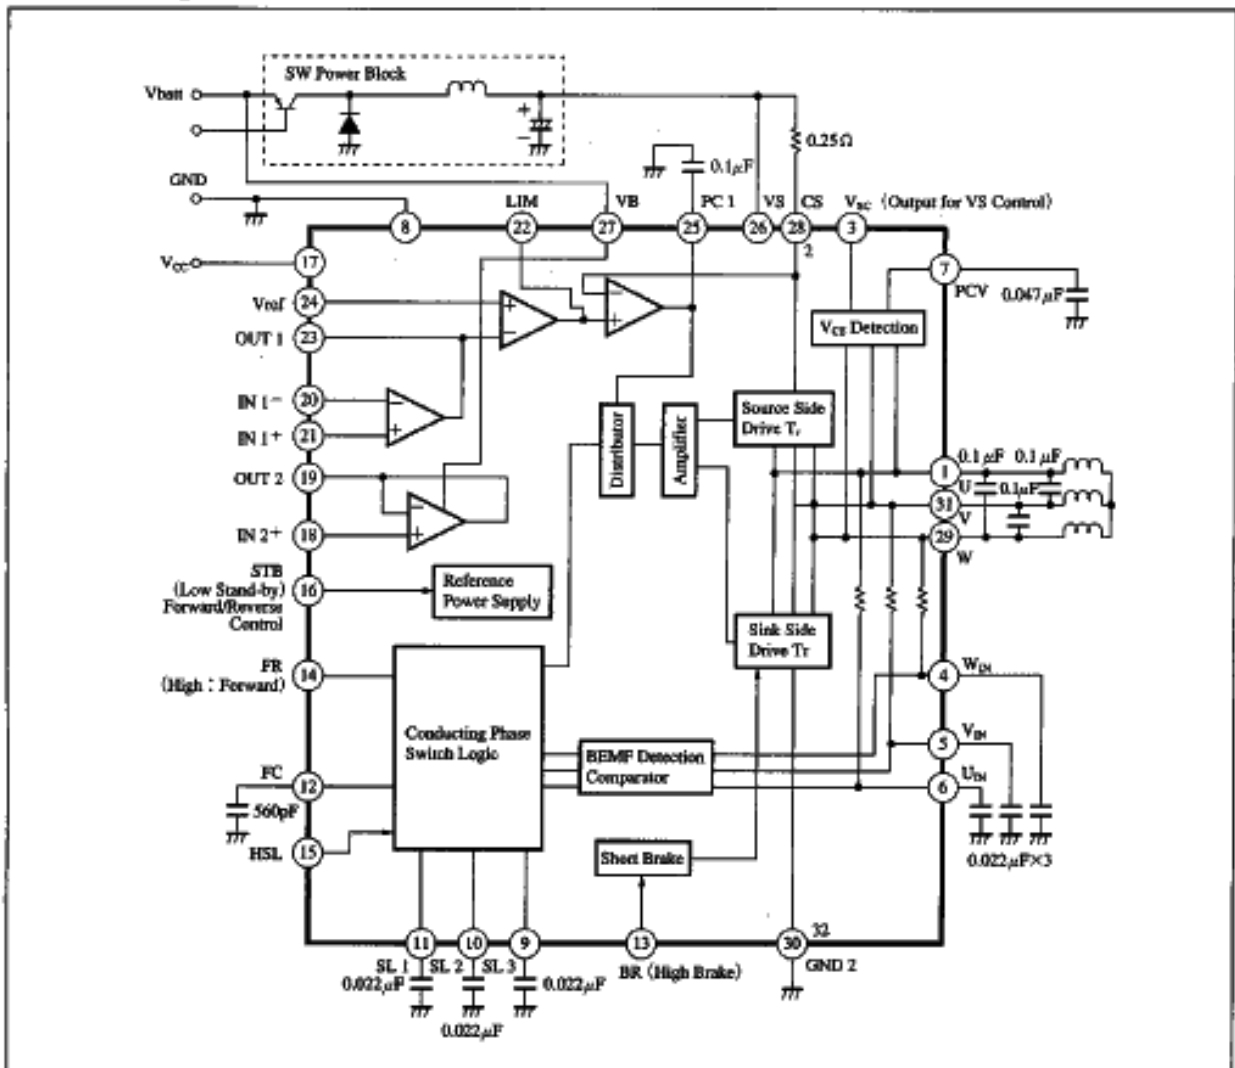 SW Power Block
Vbatt
+
−
0.25Ω
GND
0.1μF
LIM
VB
PC 1
VS
CS
V_EC (Output for VS Control)
8
22
27
25
26
28
3
2
V_CC
17
7
PCV
0.047μF
Vref
24
OUT 1
23
+
−
−
+
V_CE Detection
IN 1−
20
IN 1+
21
−
+
Distributor
Amplifier
Source Side
Drive Tr
OUT 2
19
IN 2+
18
−
+
1
U
31
V
29
W
0.1μF
0.1μF
0.1μF
STB
(Low Stand-by)
Forward/Reverse
Control
16
Reference
Power Supply
Sink Side
Drive Tr
FR
(High : Forward)
14
W_IN
4
Conducting Phase
Switch Logic
BEMF Detection
Comparator
V_IN
5
U_IN
6
FC
12
560pF
HSL
15
Short Brake
0.022μF×3
11
10
9
13
30
32
SL 1
SL 2
SL 3
BR (High Brake)
GND 2
0.022μF
0.022μF
0.022μF